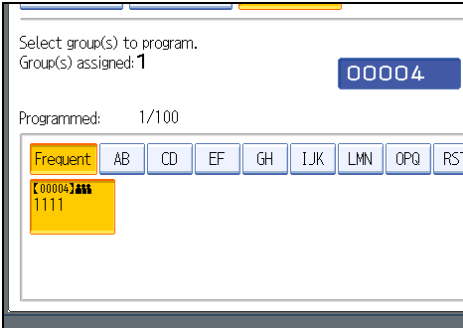 Select group(s) to program.
Group(s) assigned: 1
00004
Programmed: 1/100
Frequent AB CD EF GH IJK LMN OPQ RST
【00004】
1111